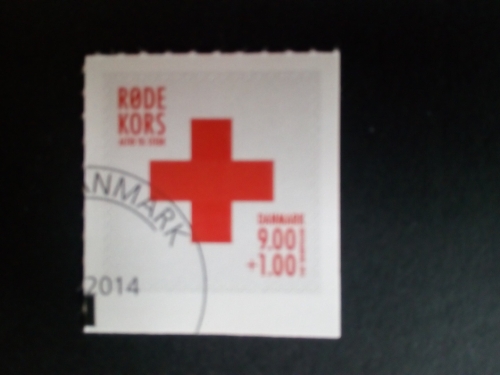 RØDE
KORS
ANMARK
2014
DANMARK
9.00
+1.00